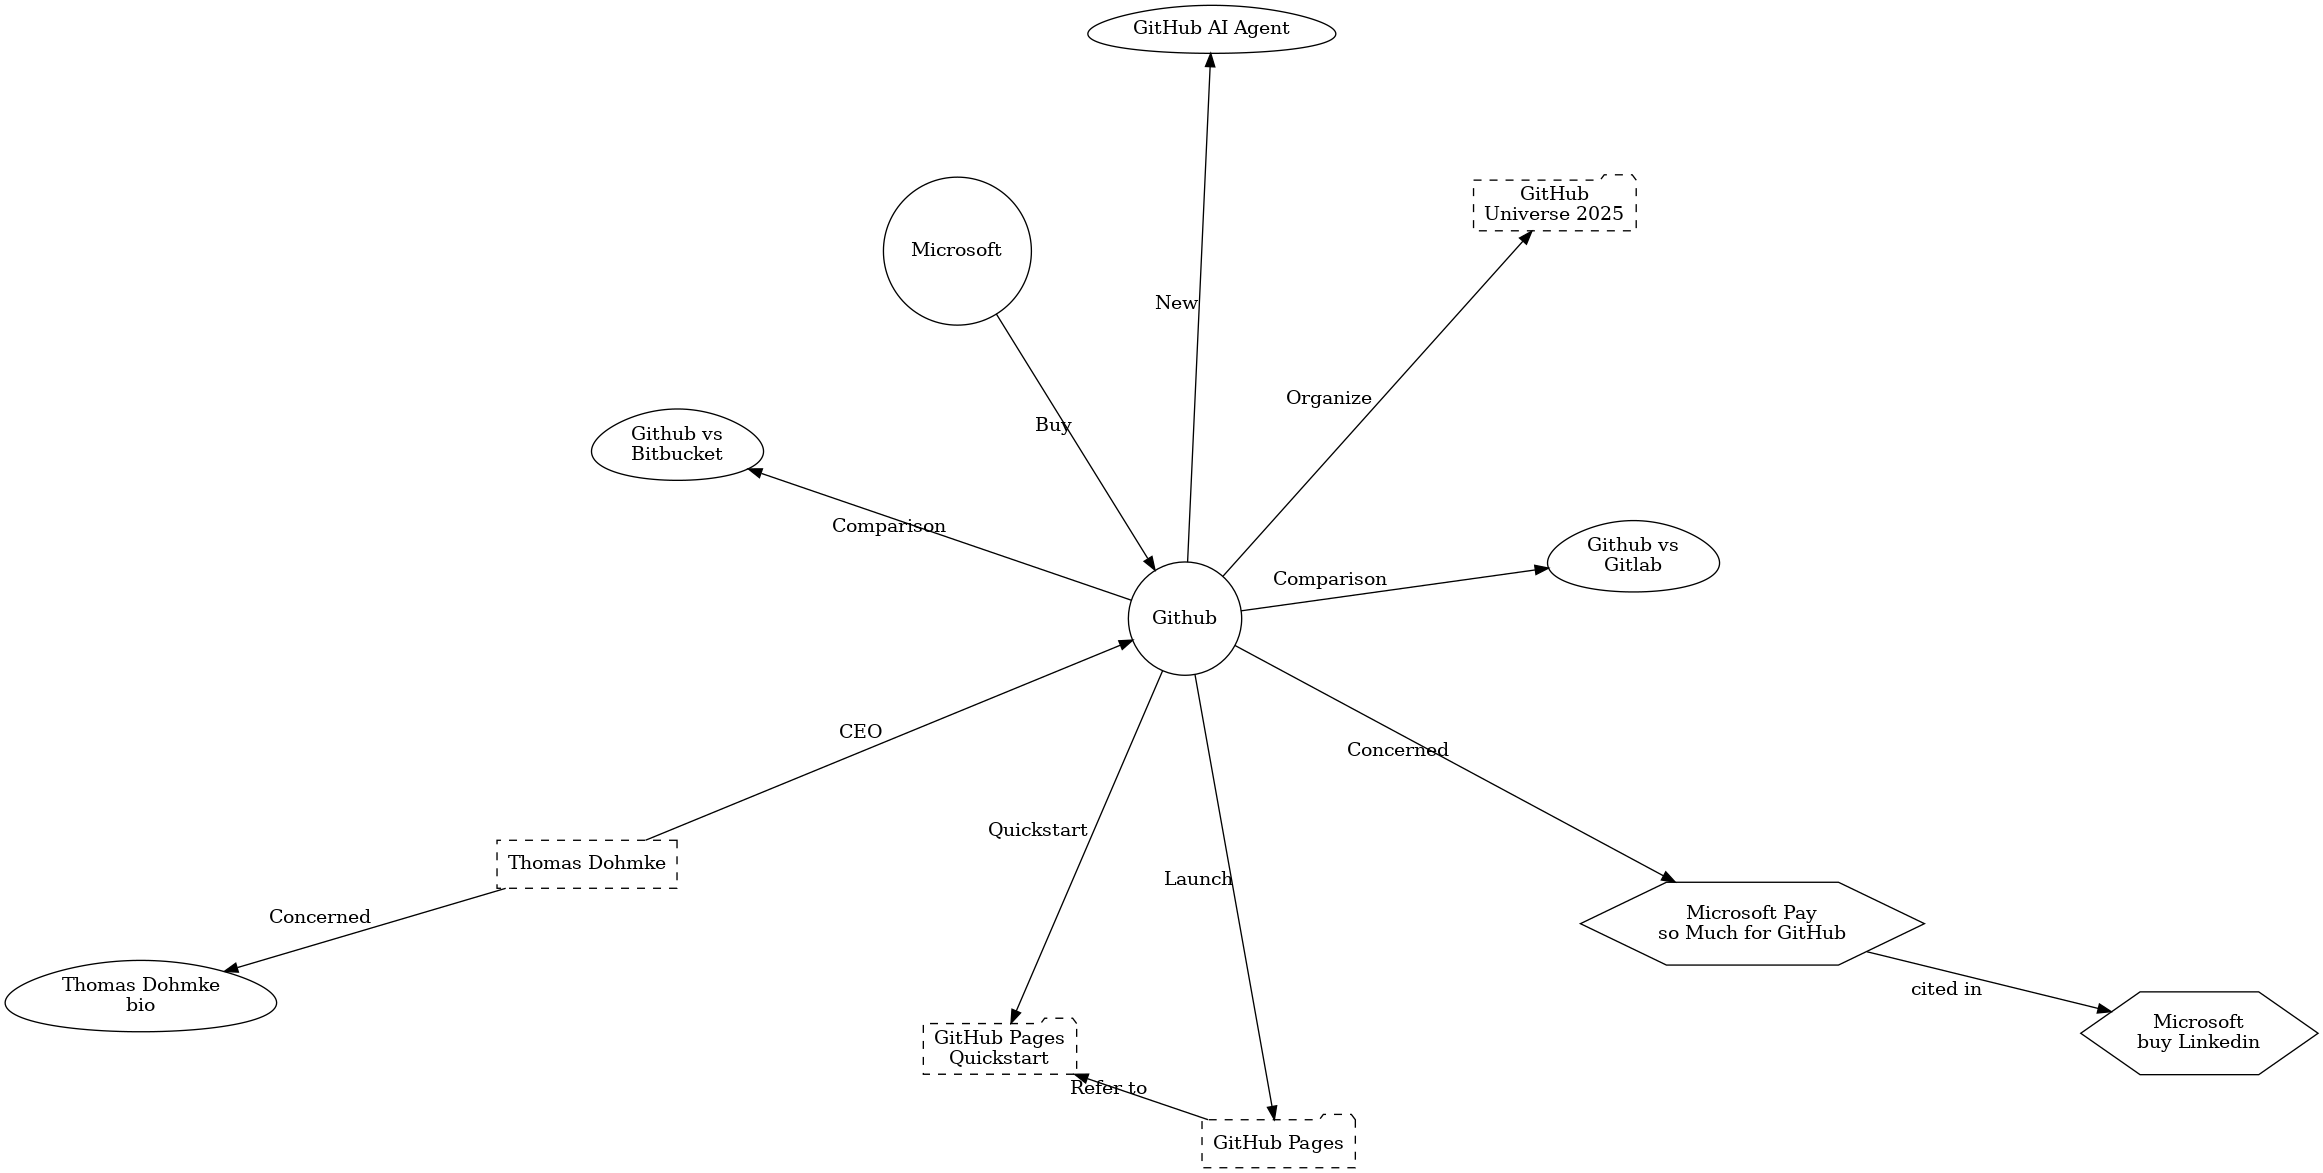 GitHub AI Agent
GitHub
Universe 2025
Microsoft
New
Organize
Buy
Github vs
Bitbucket
Comparison
Github vs
Gitlab
Comparison
Github
CEO
Concerned
Quickstart
Thomas Dohmke
Launch
Concerned
Microsoft Pay
so Much for GitHub
cited in
Thomas Dohmke
bio
Microsoft
buy Linkedin
GitHub Pages
Quickstart
Refer to
GitHub Pages